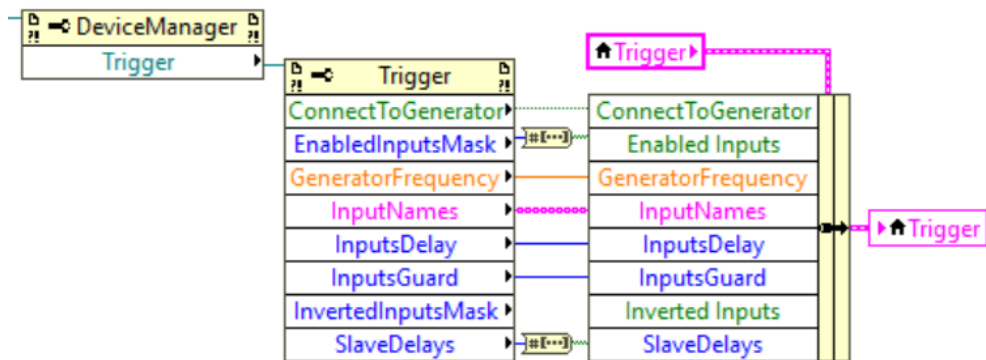 DeviceManager
Trigger
Trigger
Trigger
ConnectToGenerator
ConnectToGenerator
EnabledInputsMask
#[···]
Enabled Inputs
GeneratorFrequency
GeneratorFrequency
InputNames
InputNames
Trigger
InputsDelay
InputsDelay
InputsGuard
InputsGuard
InvertedInputsMask
Inverted Inputs
SlaveDelays
#[···]
SlaveDelays